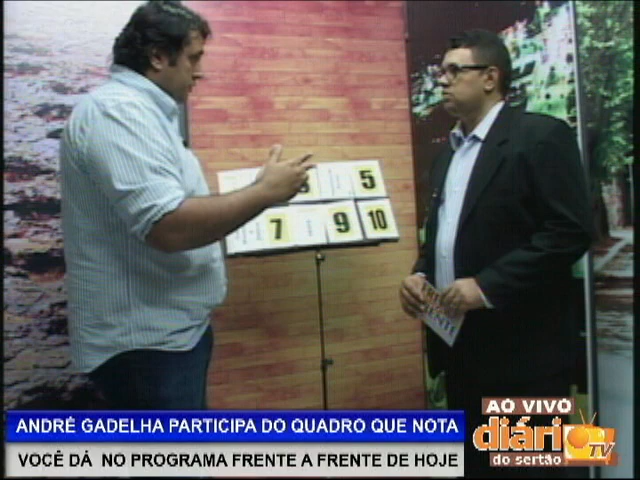 5
7
9
10
ANDRÉ GADELHA PARTICIPA DO QUADRO QUE NOTA
VOCÊ DÁ NO PROGRAMA FRENTE A FRENTE DE HOJE
AO VIVO
diário
TV
do sertão